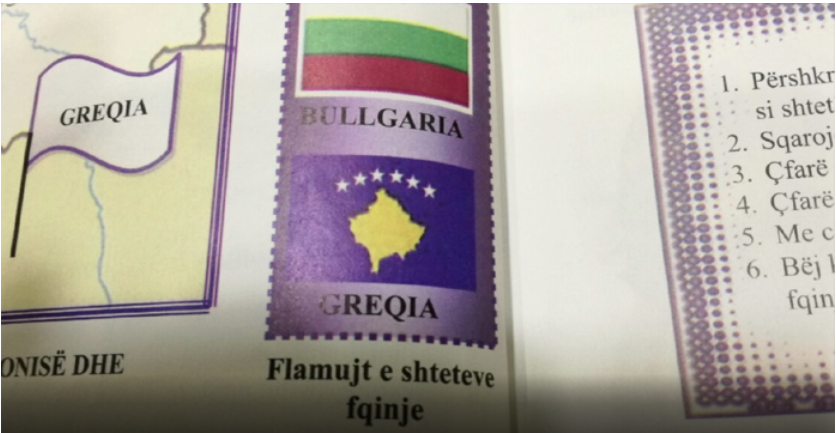 GREQIA
ONISË DHE
BULLGARIA
GREQIA
Flamujt e shteteve
fqinje
1. Përshkr
si shtet
2. Sqaroj
3. Çfarë
4. Çfarë
5. Me c
6. Bëj
fqin